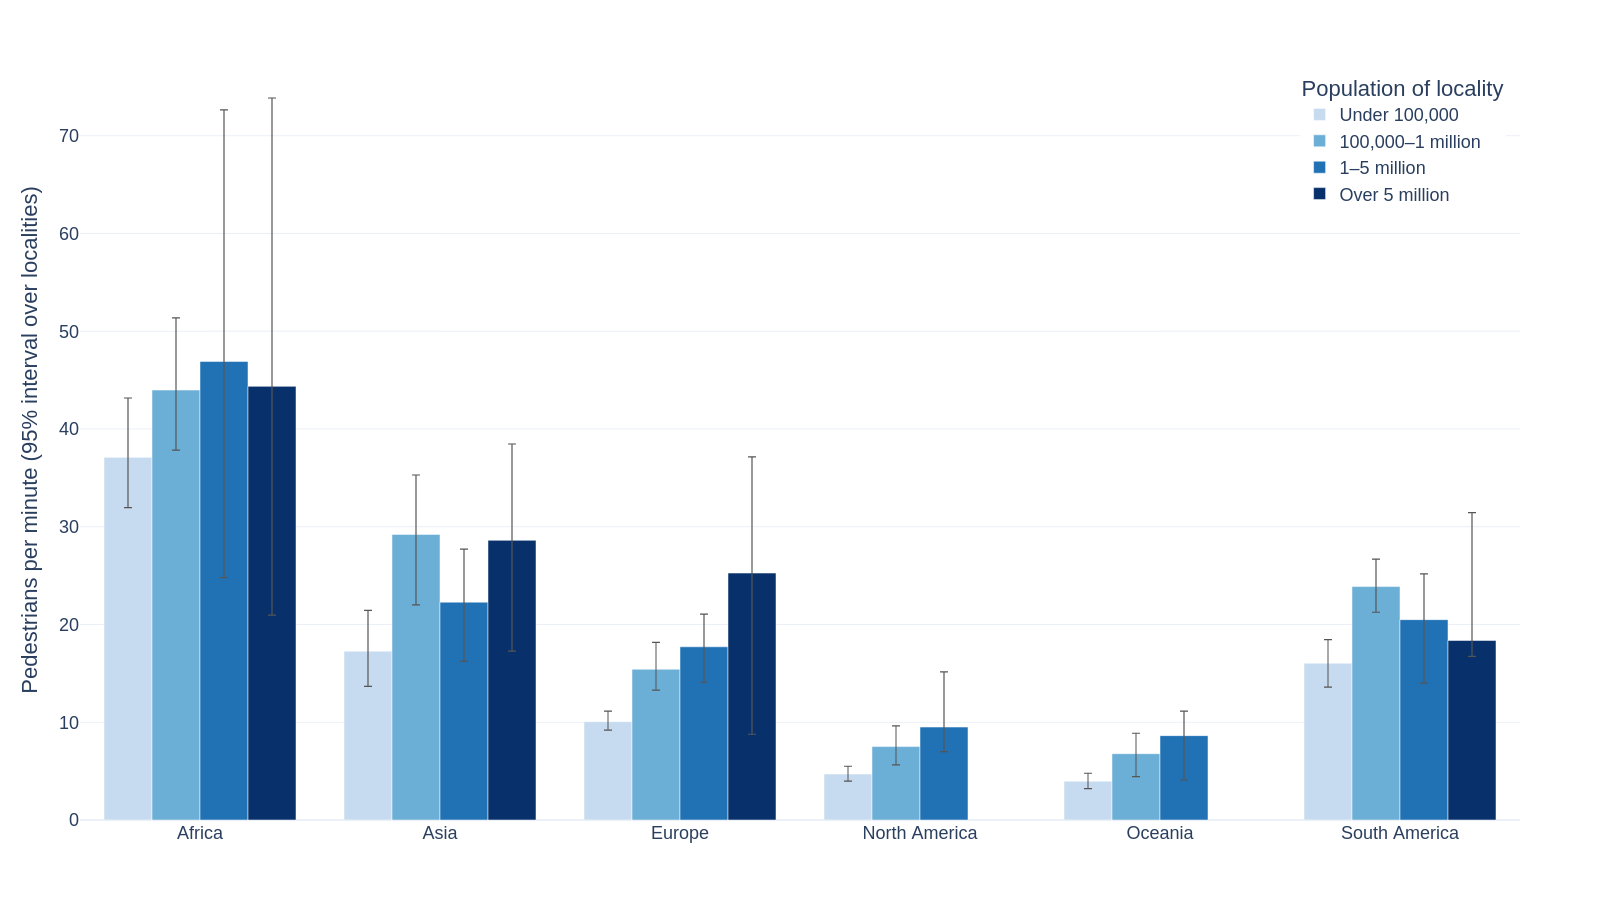 Population of locality
Under 100,000
100,000–1 million
1–5 million
Over 5 million
Pedestrians per minute (95% interval over localities)
70
60
50
40
30
20
10
0
Africa
Asia
Europe
North America
Oceania
South America